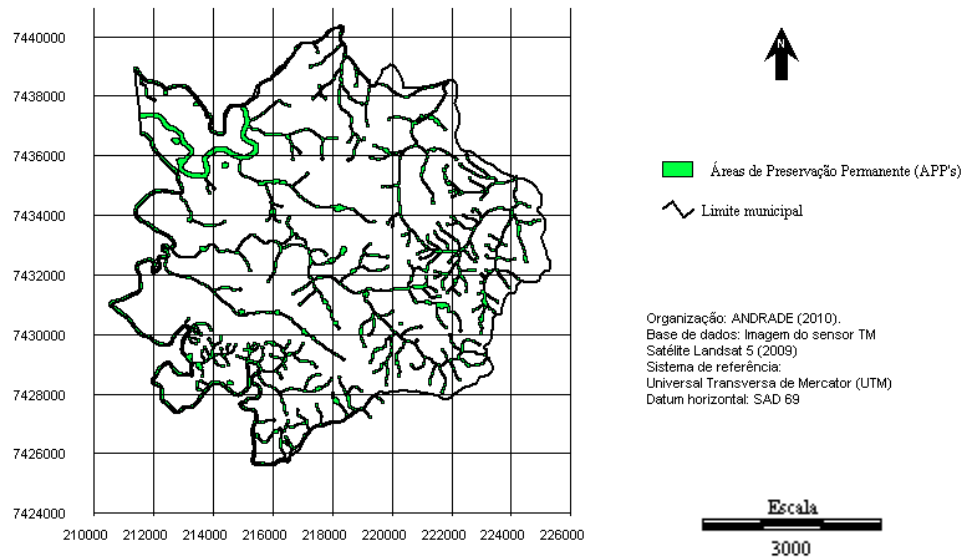 7440000
7438000
7436000
7434000
7432000
7430000
7428000
7426000
7424000
210000 212000 214000 216000 218000 220000 222000 224000 226000
N
Áreas de Preservação Permanente (APP's)
Limite municipal
Organização: ANDRADE (2010).
Base de dados: Imagem do sensor TM
Satélite Landsat 5 (2009)
Sistema de referência:
Universal Transversa de Mercator (UTM)
Datum horizontal: SAD 69
Escala
3000